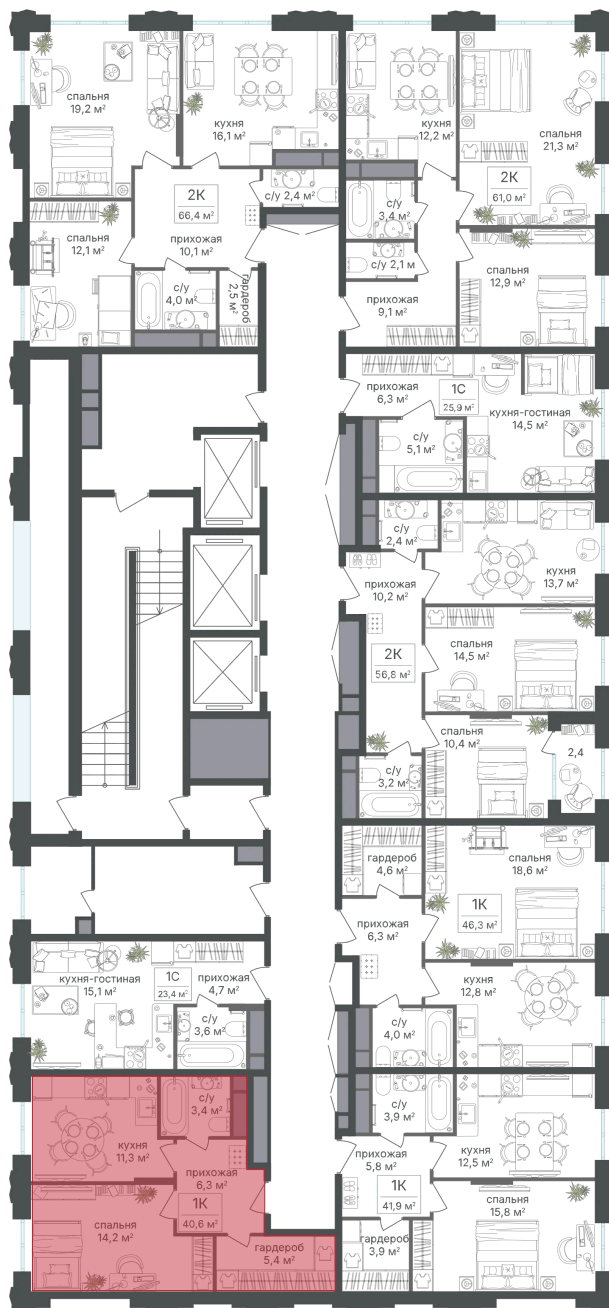 спальня
19,2 м²
кухня
16,1 м²
2К
66,4 м²
с/у 2,4 м²
спальня
12,1 м²
прихожая
10,1 м²
с/у
4,0 м²
гардероб
2,5 м²
кухня
12,2 м²
спальня
21,3 м²
2К
61,0 м²
с/у
3,4 м²
с/у 2,1 м
спальня
12,9 м²
прихожая
9,1 м²
прихожая
6,3 м²
1С
25,9 м²
кухня-гостиная
14,5 м²
с/у
5,1 м²
с/у
2,4 м²
кухня
13,7 м²
прихожая
10,2 м²
2К
56,8 м²
спальня
14,5 м²
спальня
10,4 м²
2,4
с/у
3,2 м²
гардероб
4,6 м²
спальня
18,6 м²
1К
46,3 м²
прихожая
6,3 м²
кухня
12,8 м²
с/у
4,0 м²
кухня-гостиная
15,1 м²
1С
23,4 м²
прихожая
4,7 м²
с/у
3,6 м²
с/у
3,4 м²
кухня
11,3 м²
прихожая
6,3 м²
1К
40,6 м²
спальня
14,2 м²
гардероб
5,4 м²
с/у
3,9 м²
прихожая
5,8 м²
кухня
12,5 м²
1К
41,9 м²
спальня
15,8 м²
гардероб
3,9 м²